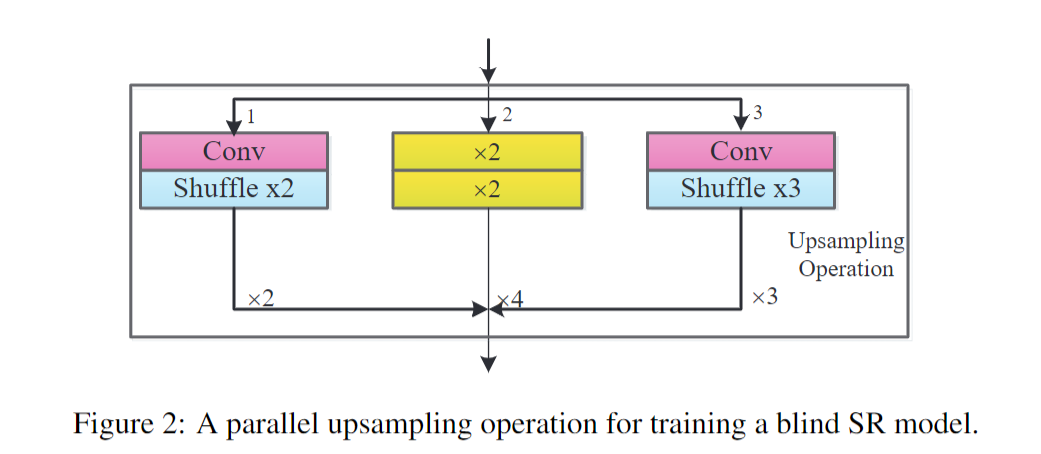 1
2
3
Conv
×2
Conv
Shuffle x2
×2
Shuffle x3
Upsampling
Operation
×2
×4
×3
Figure 2: A parallel upsampling operation for training a blind SR model.